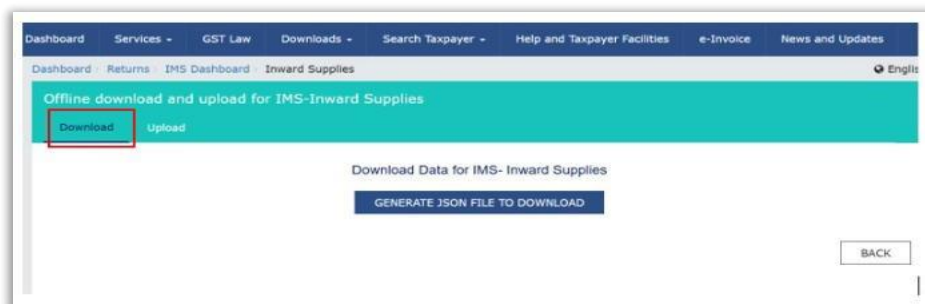 Dashboard Services GST Law Downloads Search Taxpayer Help and Taxpayer Facilities e-Invoice News and Updates
Dashboard Returns IMS Dashboard Inward Supplies Englis
Offline download and upload for IMS-Inward Supplies
Download Upload
Download Data for IMS- Inward Supplies
GENERATE JSON FILE TO DOWNLOAD
BACK